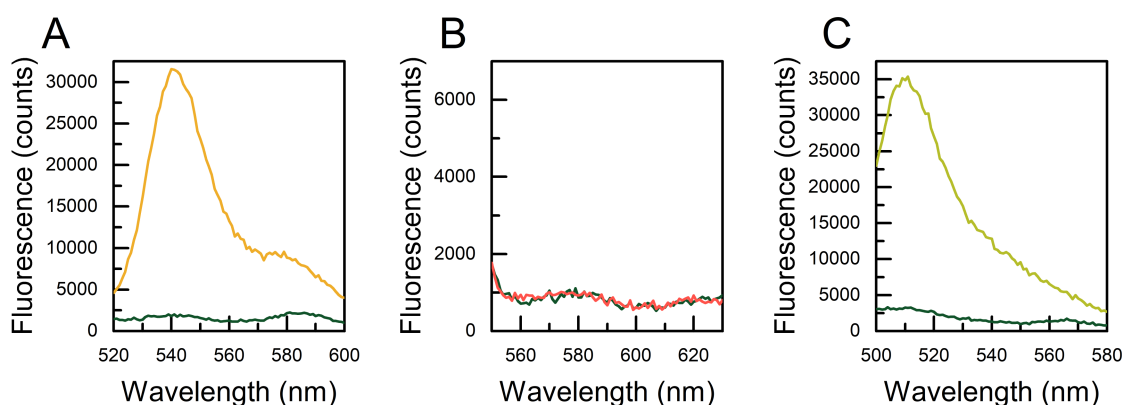 A
Fluorescence (counts)
30000
25000
20000
15000
10000
5000
0
520 540 560 580 600
Wavelength (nm)
B
Fluorescence (counts)
6000
4000
2000
0
560 580 600 620
Wavelength (nm)
C
Fluorescence (counts)
35000
30000
25000
20000
15000
10000
5000
0
500 520 540 560 580
Wavelength (nm)